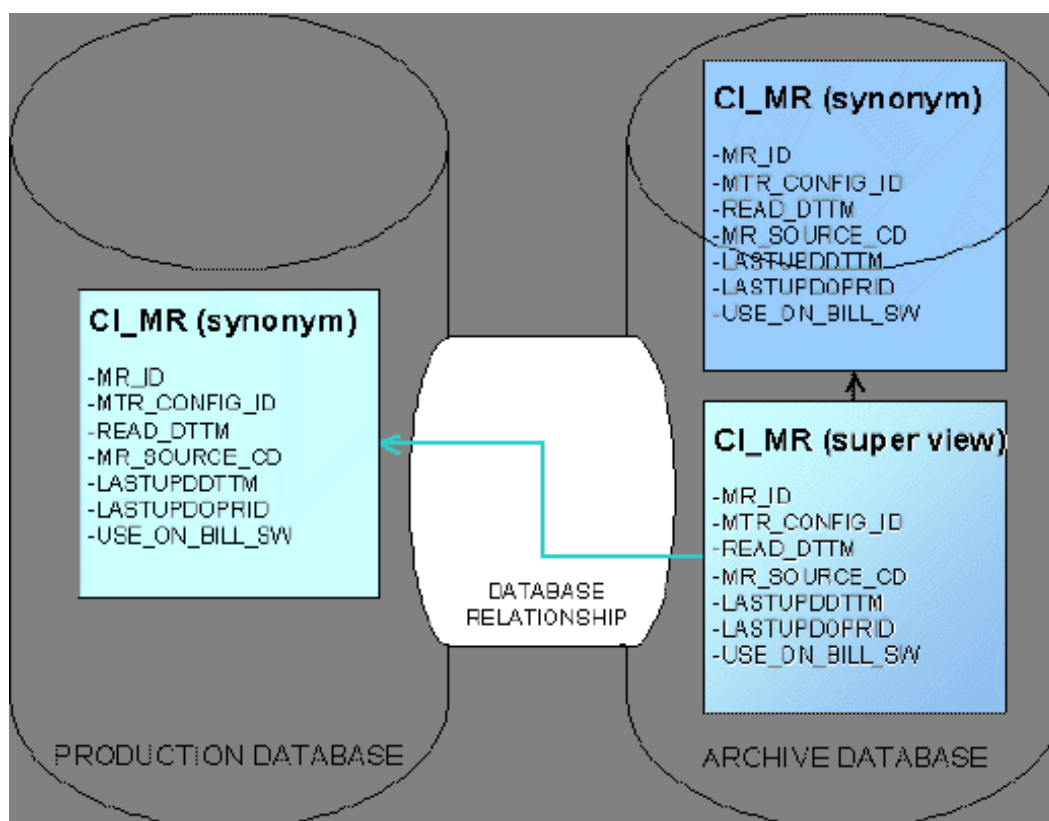 CI_MR (synonym)
-MR_ID
-MTR_CONFIG_ID
-READ_DTTM
-MR_SOURCE_CD
-LASTUPDDTTM
-LASTUPDOPRID
-USE_ON_BILL_SW
PRODUCTION DATABASE
DATABASE
RELATIONSHIP
CI_MR (synonym)
-MR_ID
-MTR_CONFIG_ID
-READ_DTTM
-MR_SOURCE_CD
-LASTUPDDTTM
-LASTUPDOPRID
-USE_ON_BILL_SW
CI_MR (super view)
-MR_ID
-MTR_CONFIG_ID
-READ_DTTM
-MR_SOURCE_CD
-LASTUPDDTTM
-LASTUPDOPRID
-USE_ON_BILL_SW
ARCHIVE DATABASE